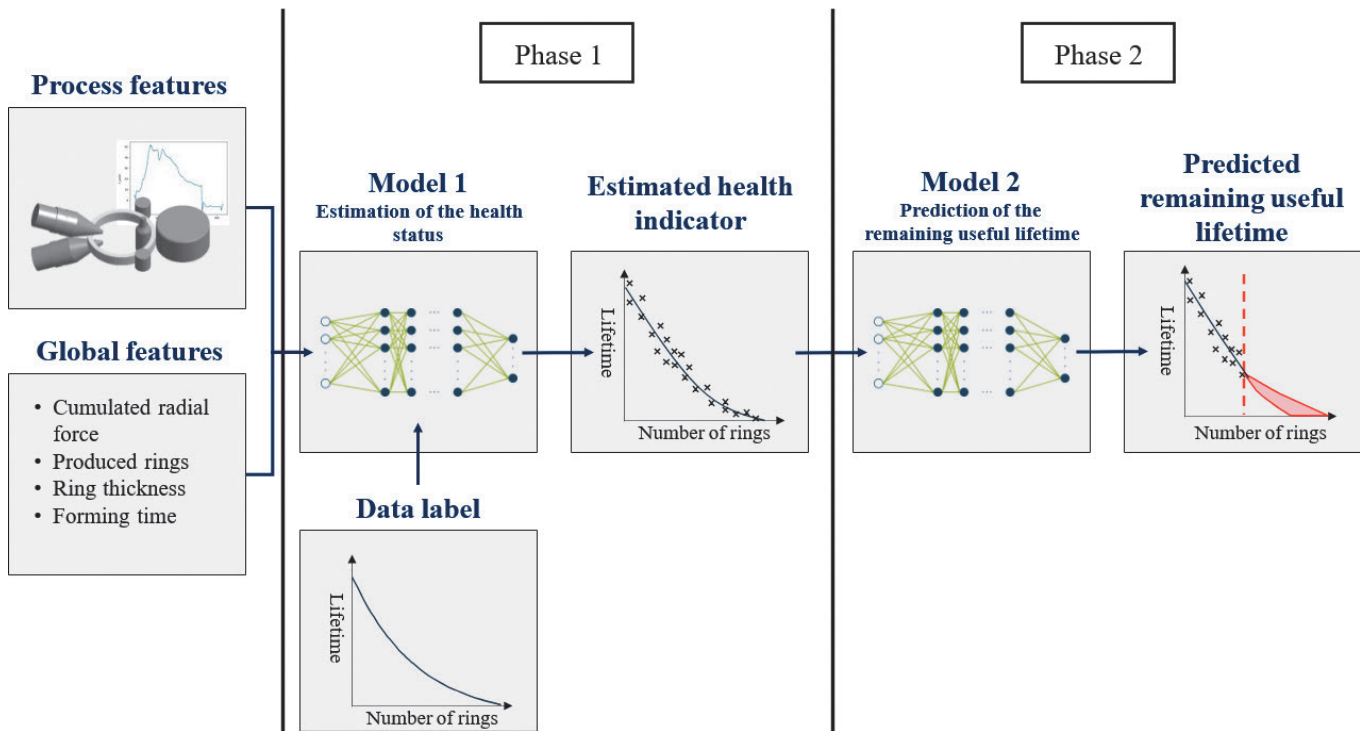 Process features
Global features
• Cumulated radial
force
• Produced rings
• Ring thickness
• Forming time
Phase 1
Model 1
Estimation of the health
status
Data label
Lifetime
Number of rings
Estimated health
indicator
Lifetime
Number of rings
Phase 2
Model 2
Prediction of the
remaining useful lifetime
Predicted
remaining useful
lifetime
Lifetime
Number of rings